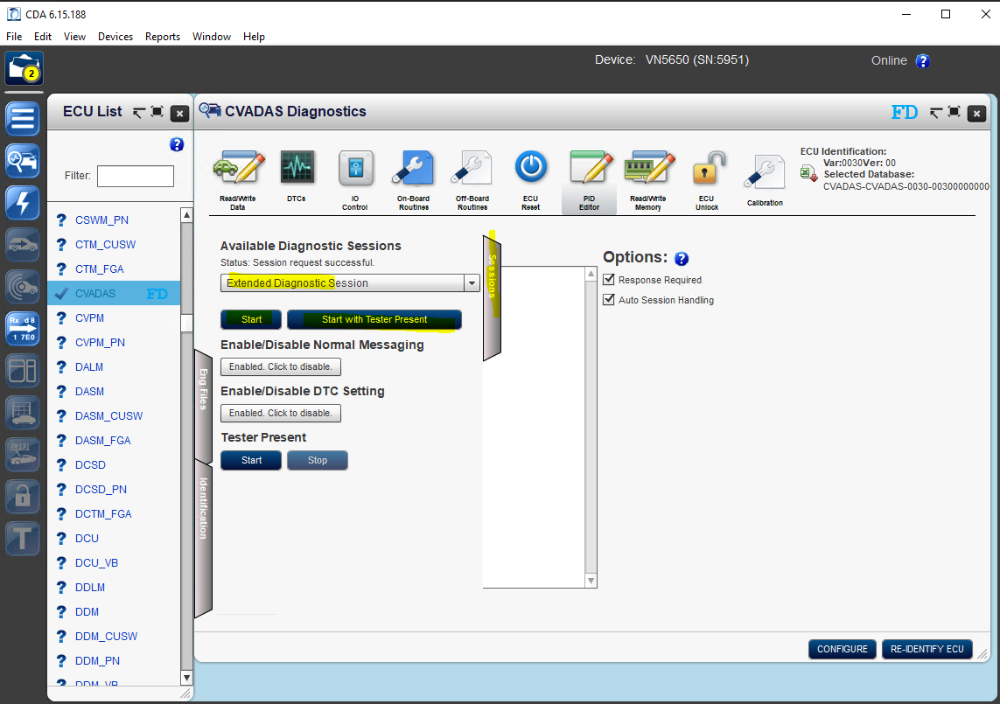 CDA 6.15.188
File Edit View Devices Reports Window Help
2
Device: VN5650 (SN:5951)
Online ?
ECU List
?
Filter:
CSWM_PN
CTM_CUSW
CTM_FGA
CVADAS FD
CVPM
CVPM_PN
DALM
DASM
DASM_CUSW
DASM_FGA
DCSD
DCSD_PN
DCTM_FGA
DCU
DCU_VB
DDLM
DDM
DDM_CUSW
DDM_PN
DDM_VB
Rx d8
1 7E0
T
CVADAS Diagnostics
FD
Read/Write
Data
DTCs
IO
Control
On-Board
Routines
Off-Board
Routines
ECU
Reset
PID
Editor
Read/Write
Memory
ECU
Unlock
Calibration
ECU Identification:
Var:0030Ver: 00
Selected Database:
CVADAS-CVADAS-0030-00300000000
Eng Files
Identification
Available Diagnostic Sessions
Status: Session request successful.
Extended Diagnostic Session
Start Start with Tester Present
Enable/Disable Normal Messaging
Enabled. Click to disable.
Enable/Disable DTC Setting
Enabled. Click to disable.
Tester Present
Start Stop
Sessions
Options: ?
Response Required
Auto Session Handling
CONFIGURE RE-IDENTIFY ECU